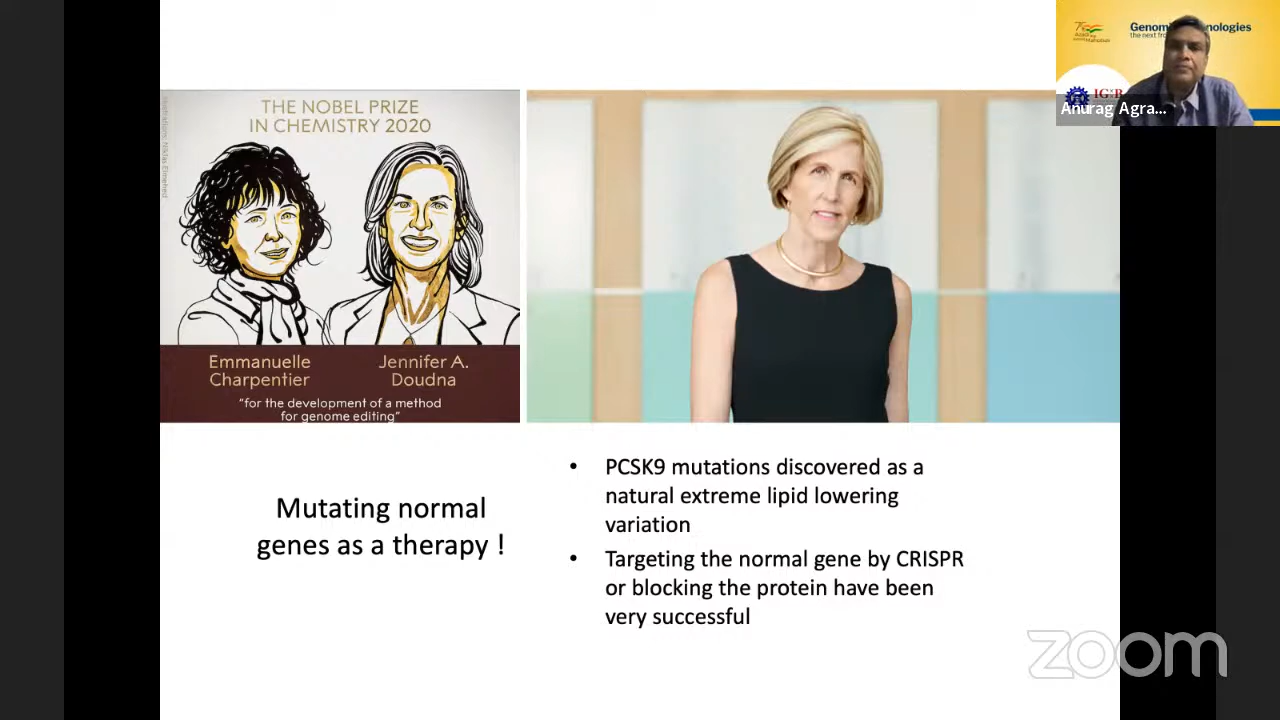 THE NOBEL PRIZE
IN CHEMISTRY 2020
Emmanuelle
Charpentier
Jennifer A.
Doudna
"for the development of a method
for genome editing"
Mutating normal
genes as a therapy !
• PCSK9 mutations discovered as a
natural extreme lipid lowering
variation
• Targeting the normal gene by CRISPR
or blocking the protein have been
very successful
Anurag Agra...
zoom